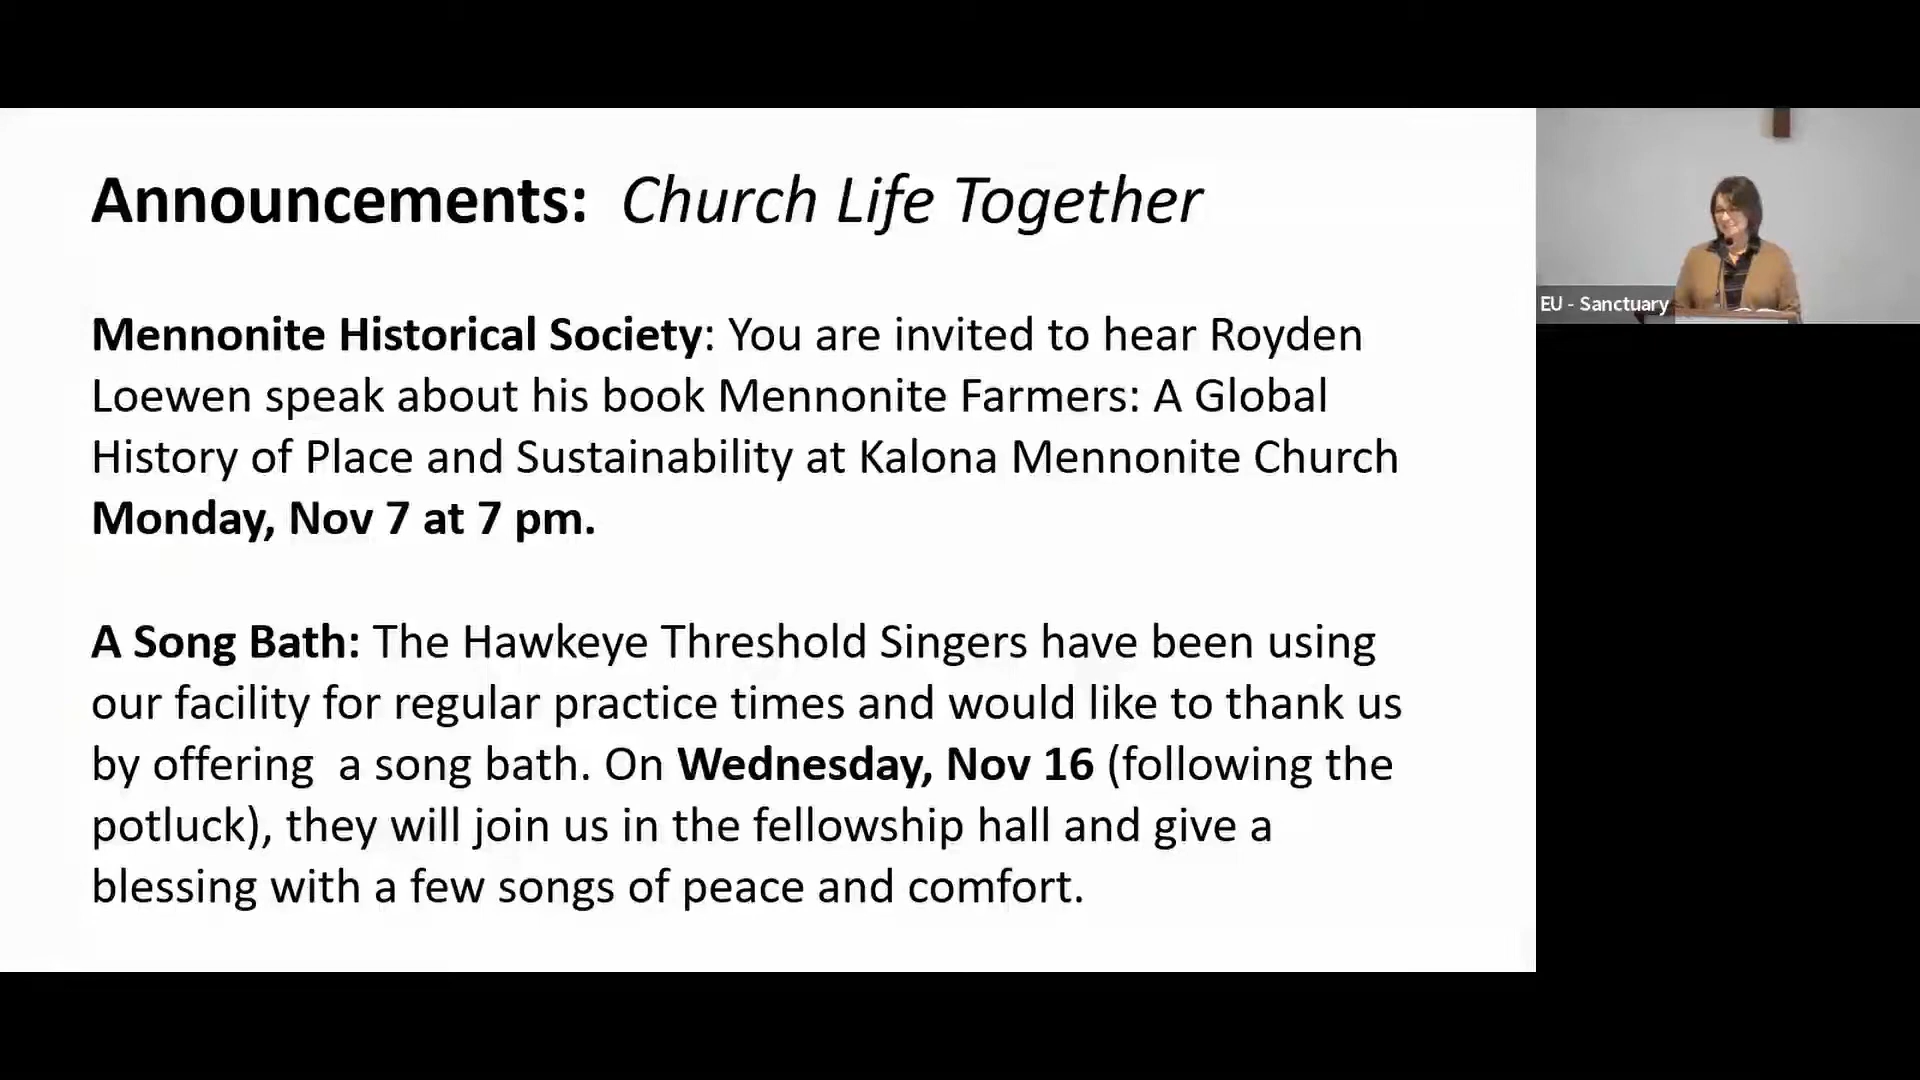 Announcements: Church Life Together
EU - Sanctuary
Mennonite Historical Society: You are invited to hear Royden
Loewen speak about his book Mennonite Farmers: A Global
History of Place and Sustainability at Kalona Mennonite Church
Monday, Nov 7 at 7 pm.
A Song Bath: The Hawkeye Threshold Singers have been using
our facility for regular practice times and would like to thank us
by offering  a song bath. On Wednesday, Nov 16 (following the
potluck), they will join us in the fellowship hall and give a
blessing with a few songs of peace and comfort.